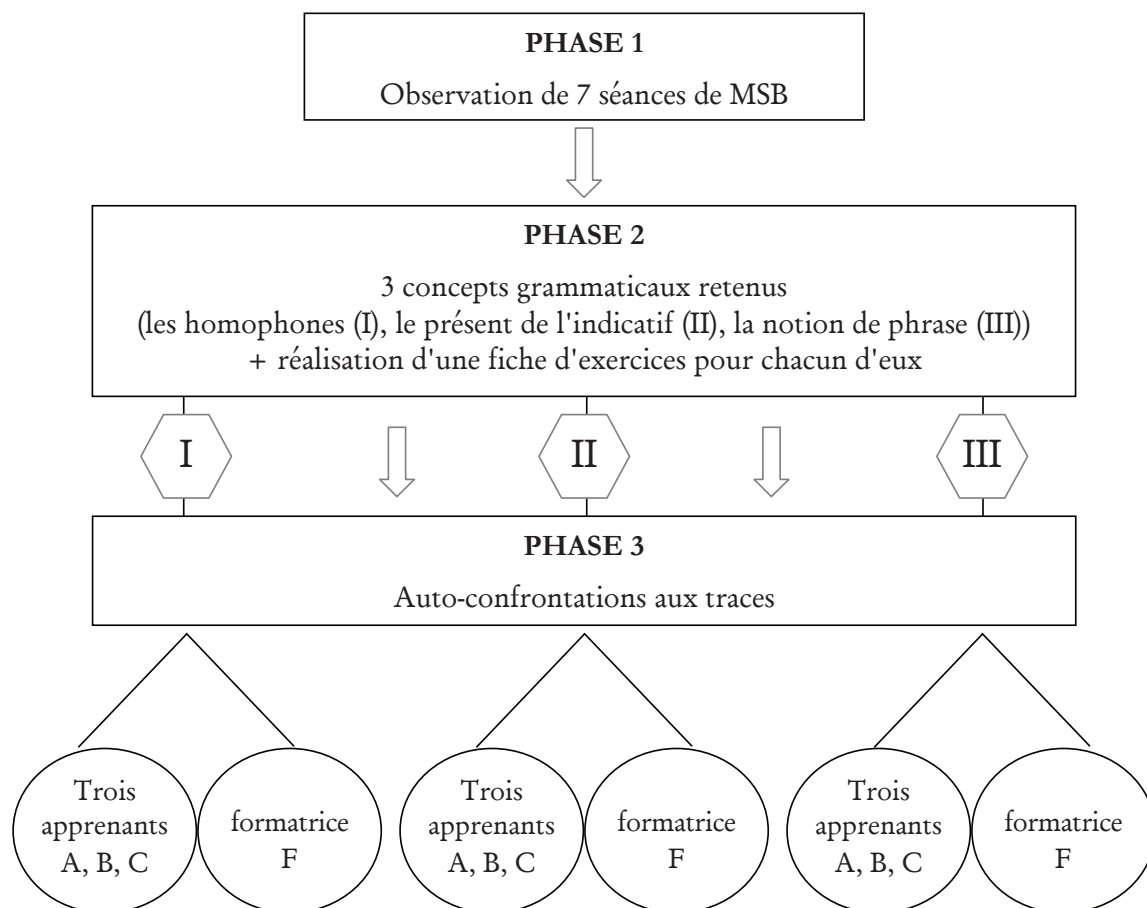 PHASE 1
Observation de 7 séances de MSB
PHASE 2
3 concepts grammaticaux retenus
(les homophones (I), le présent de l'indicatif (II), la notion de phrase (III))
+ réalisation d'une fiche d'exercices pour chacun d'eux
I
II
III
PHASE 3
Auto-confrontations aux traces
Trois
apprenants
A, B, C
formatrice
F
Trois
apprenants
A, B, C
formatrice
F
Trois
apprenants
A, B, C
formatrice
F